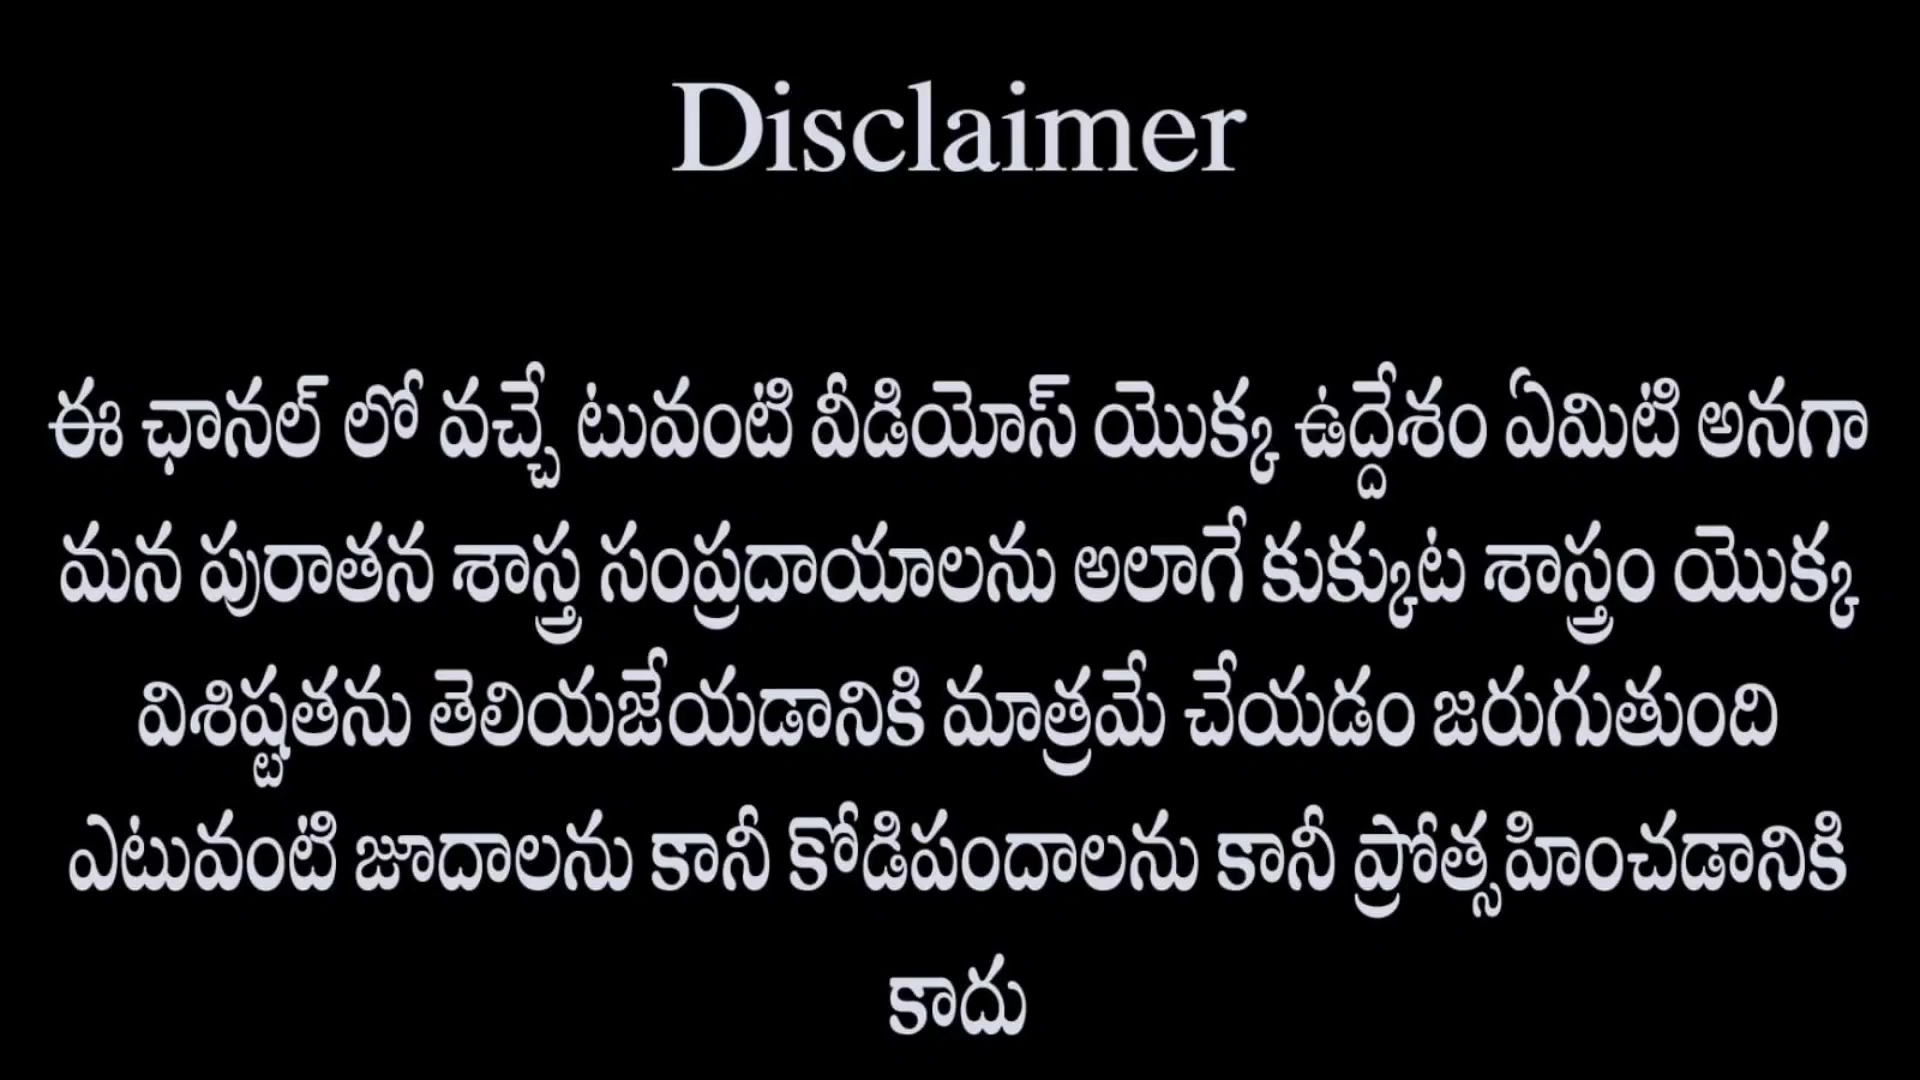 Disclaimer
ఈ ఛానల్ లో వచ్చే టువంటి వీడియోస్ యొక్క ఉద్దేశం ఏమిటి అనగా
మన పురాతన శాస్త్ర సంప్రదాయాలను అలాగే కుక్కుట శాస్త్రం యొక్క
విశిష్టతను తెలియజేయడానికి మాత్రమే చేయడం జరుగుతుంది
ఎటువంటి జూదాలను కానీ కోడిపందాలను కానీ ప్రోత్సహించడానికి
కాదు